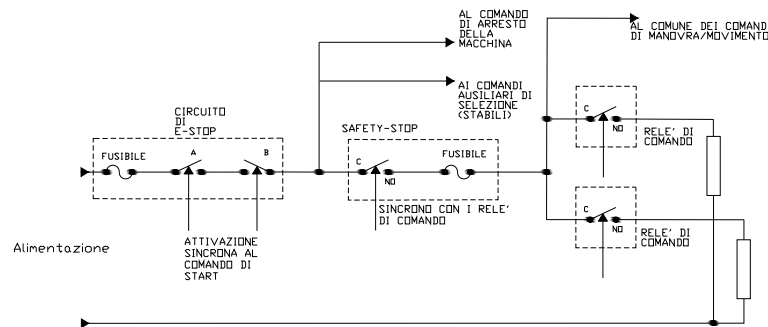 AL COMANDO
DI ARRESTO
DELLA
MACCHINA
AL COMUNE DEI COMAND
DI MANOVRA/MOVIMENTO
AI COMANDI
AUSILIARI DI
SELEZIONE
(STABILI)
CIRCUITO
DI
E-STOP
SAFETY-STOP
C
NO
RELE' DI
COMANDO
FUSIBILE
A
B
C
NO
FUSIBILE
SINCRONO CON I RELE'
DI COMANDO
C
NO
RELE' DI
COMANDO
ATTIVAZIONE
SINCRONA AL
COMANDO DI
START
Alimentazione